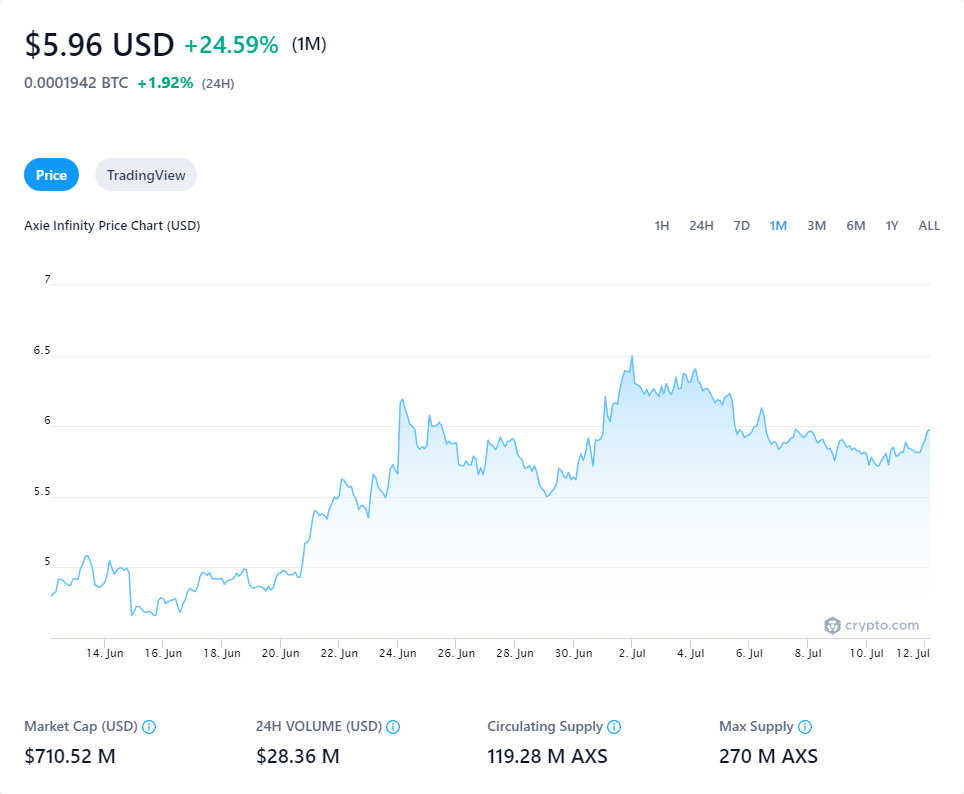 $5.96 USD +24.59% (1M)
0.0001942 BTC +1.92% (24H)
Price TradingView
Axie Infinity Price Chart (USD) 1H 24H 7D 1M 3M 6M 1Y ALL
7
6.5
6
5.5
5
crypto.com
14. Jun 16. Jun 18. Jun 20. Jun 22. Jun 24. Jun 26. Jun 28. Jun 30. Jun 2. Jul 4. Jul 6. Jul 8. Jul 10. Jul 12. Jul
Market Cap (USD) 24H VOLUME (USD) Circulating Supply Max Supply
$710.52 M $28.36 M 119.28 M AXS 270 M AXS